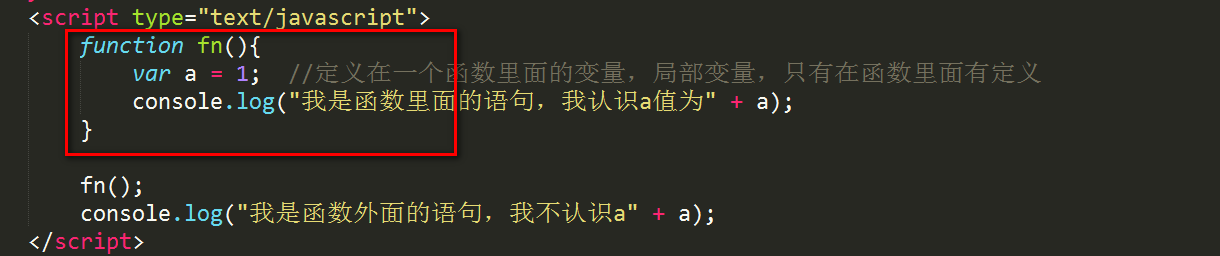 <script type="text/javascript">
function fn(){
var a = 1;  //定义在一个函数里面的变量，局部变量，只有在函数里面有定义
console.log("我是函数里面的语句，我认识a值为" + a);
}
fn();
console.log("我是函数外面的语句，我不认识a" + a);
</script>